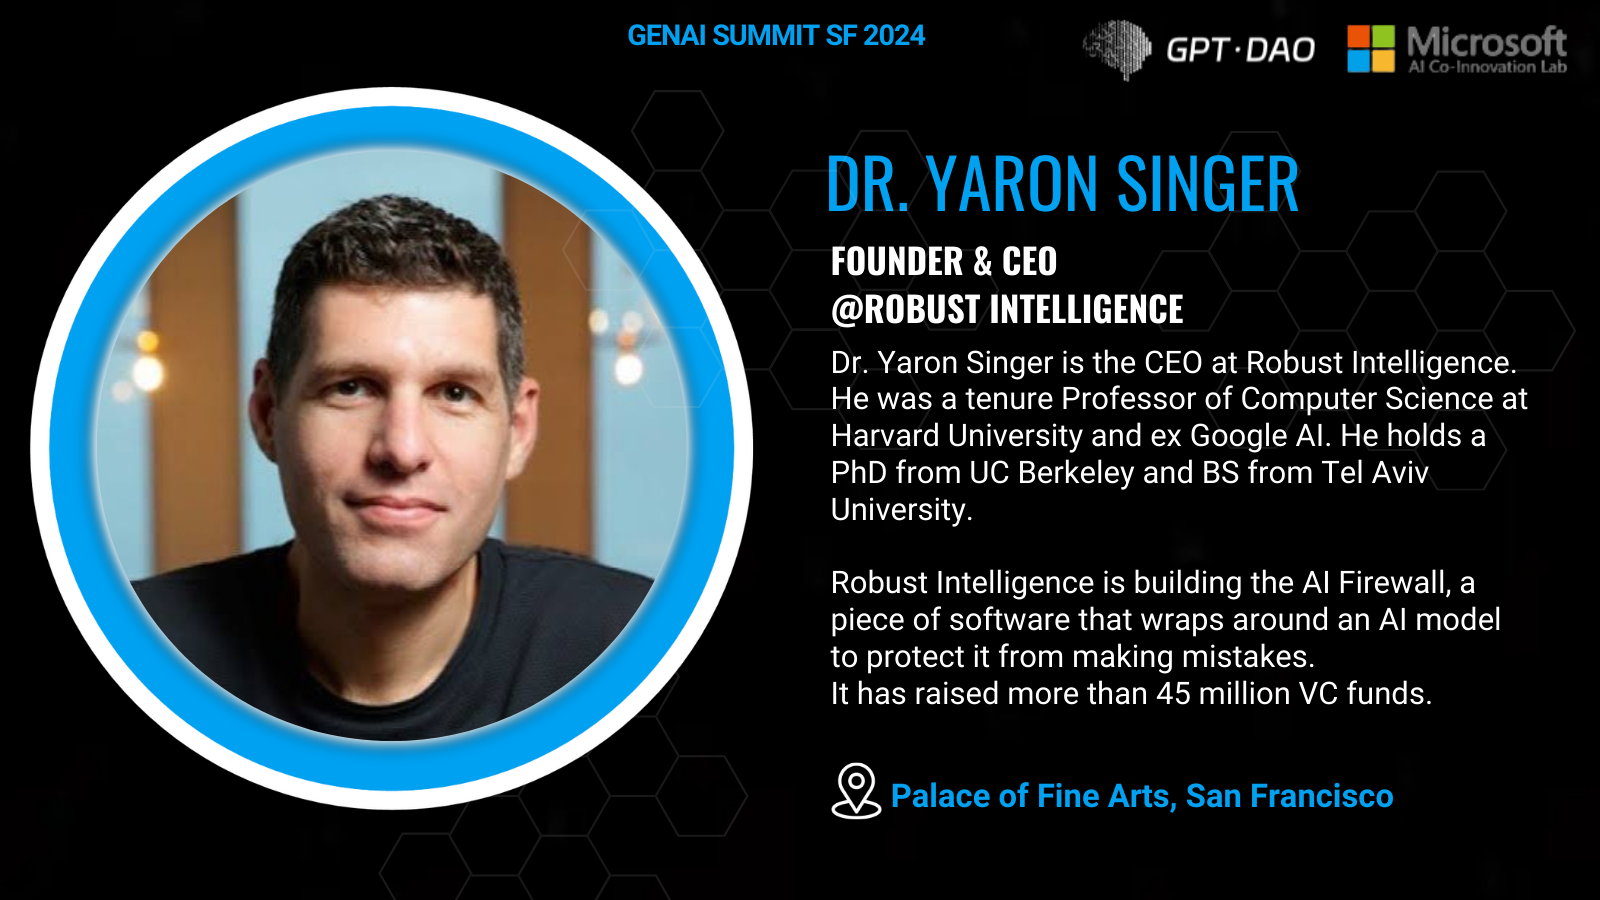 GENAI SUMMIT SF 2024
GPT·DAO
Microsoft
AI Co-Innovation Lab
DR. YARON SINGER
FOUNDER & CEO
@ROBUST INTELLIGENCE
Dr. Yaron Singer is the CEO at Robust Intelligence.
He was a tenure Professor of Computer Science at
Harvard University and ex Google AI. He holds a
PhD from UC Berkeley and BS from Tel Aviv
University.
Robust Intelligence is building the AI Firewall, a
piece of software that wraps around an AI model
to protect it from making mistakes.
It has raised more than 45 million VC funds.
Palace of Fine Arts, San Francisco